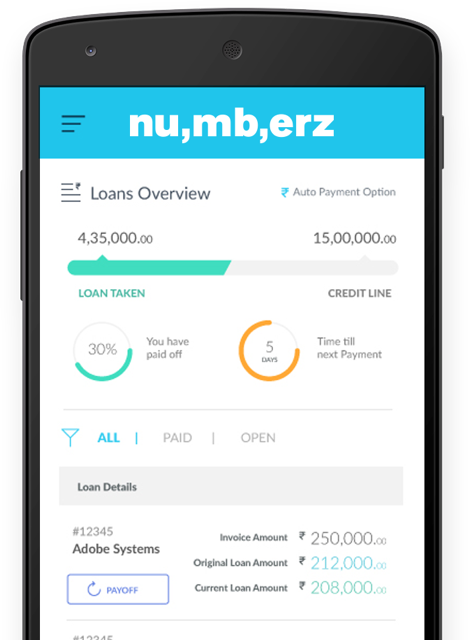 nu,mb,erz
Loans Overview
₹ Auto Payment Option
4,35,000.00
15,00,000.00
LOAN TAKEN
CREDIT LINE
30%
You have
paid off
5
DAYS
Time till
next Payment
ALL | PAID | OPEN
Loan Details
#12345
Adobe Systems
PAYOFF
Invoice Amount ₹ 250,000.00
Original Loan Amount ₹ 212,000.00
Current Loan Amount ₹ 208,000.00
#12345